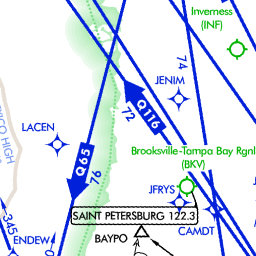 Inverness
(INF)
74
JENIM
Q116
72
LACEN
Brooksville-Tampa Bay Rgnl
(BKV)
Q65
76
JFRYS
SAINT PETERSBURG 122.3
CAMDT
345
ENDEW
BAYPO
HIGH